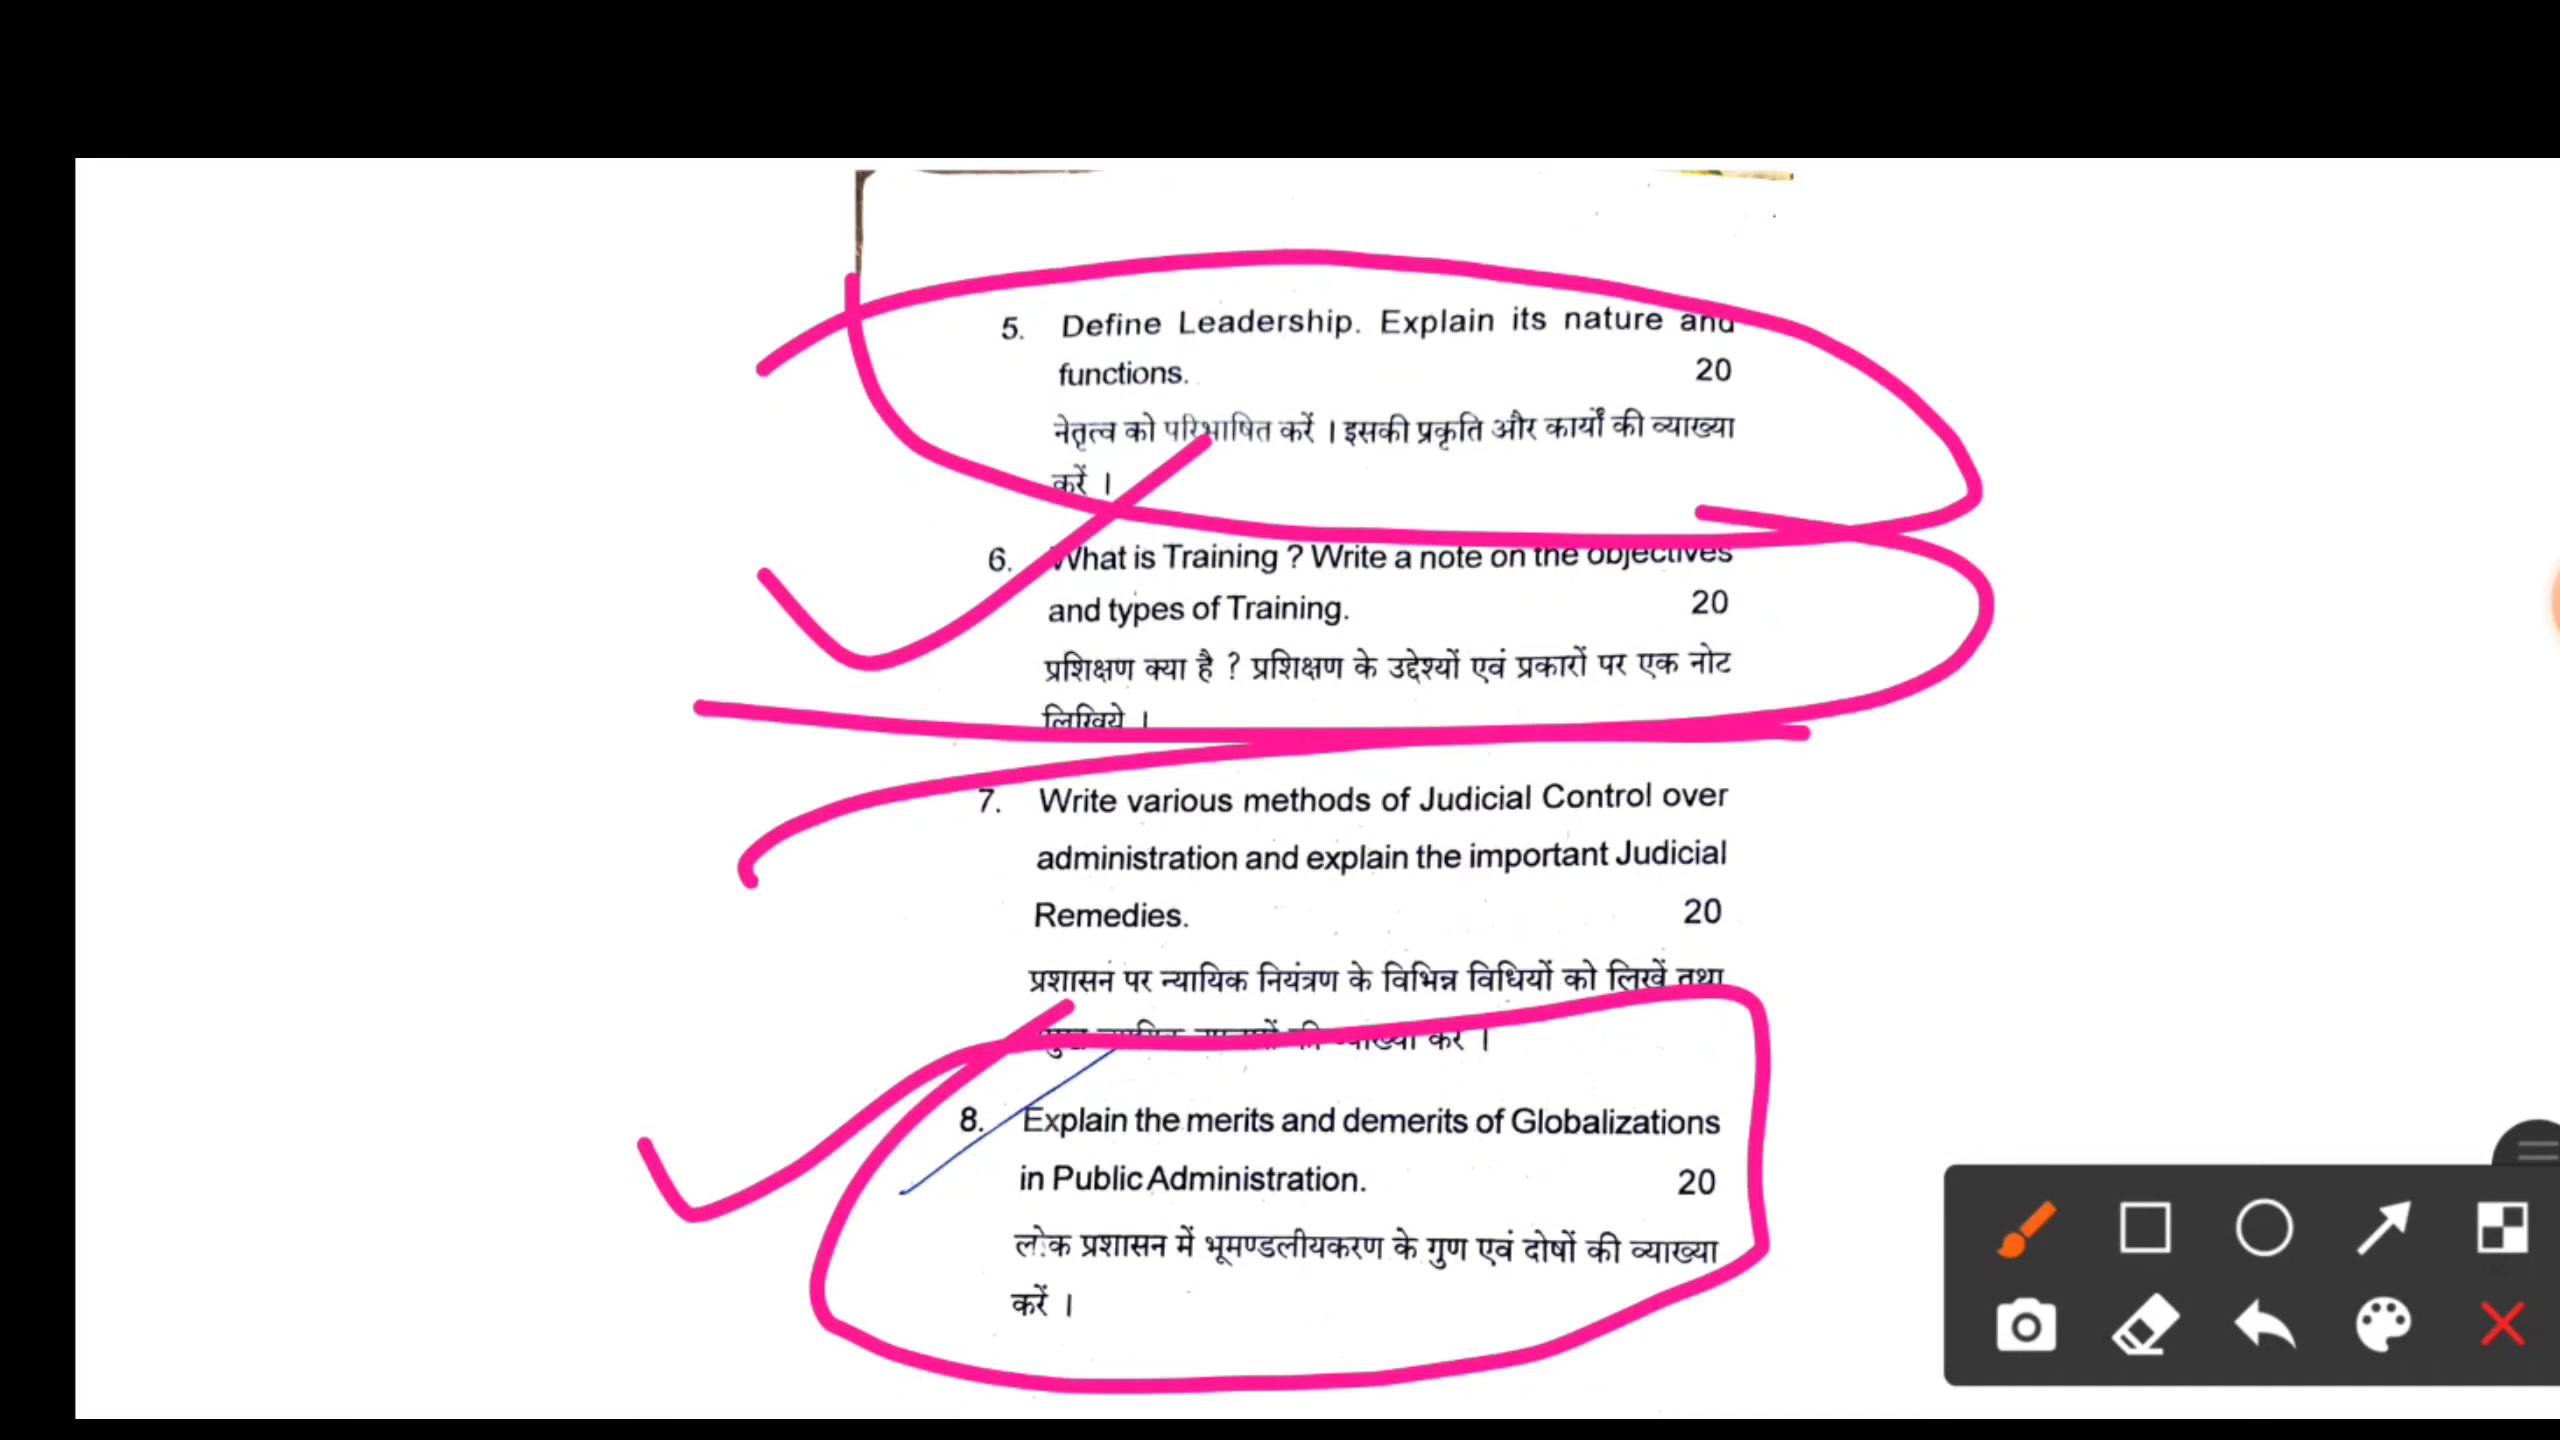 5. Define Leadership. Explain its nature and
functions. 20
नेतृत्व को परिभाषित करें । इसकी प्रकृति और कार्यों की व्याख्या
करें ।
6. What is Training ? Write a note on the objectives
and types of Training. 20
प्रशिक्षण क्या है ? प्रशिक्षण के उद्देश्यों एवं प्रकारों पर एक नोट
लिखिये ।
7. Write various methods of Judicial Control over
administration and explain the important Judicial
Remedies. 20
प्रशासन पर न्यायिक नियंत्रण के विभिन्न विधियों को लिखें तथा
की व्याख्या करें ।
8. Explain the merits and demerits of Globalizations
in Public Administration. 20
लोक प्रशासन में भूमण्डलीयकरण के गुण एवं दोषों की व्याख्या
करें ।